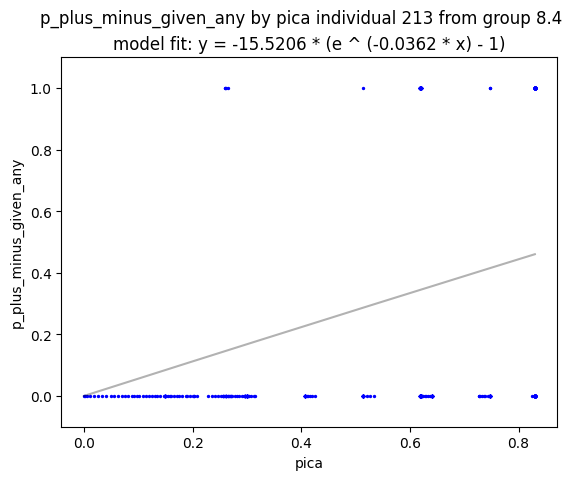 p_plus_minus_given_any by pica individual 213 from group 8.4
model fit: y = -15.5206 * (e ^ (-0.0362 * x) - 1)
1.0
0.8
0.6
0.4
0.2
0.0
p_plus_minus_given_any
0.0 0.2 0.4 0.6 0.8
pica